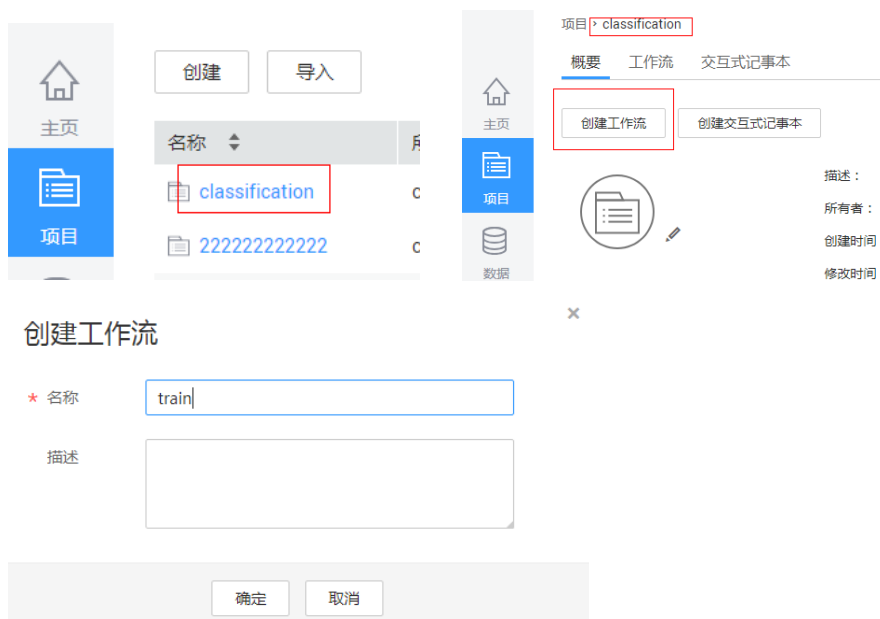 主页
项目
创建
导入
名称
classification
222222222222
项目 › classification
概要
工作流
交互式记事本
创建工作流
创建交互式记事本
主页
项目
数据
描述：
所有者：
创建时间
修改时间
创建工作流
×
* 名称
train
描述
确定
取消